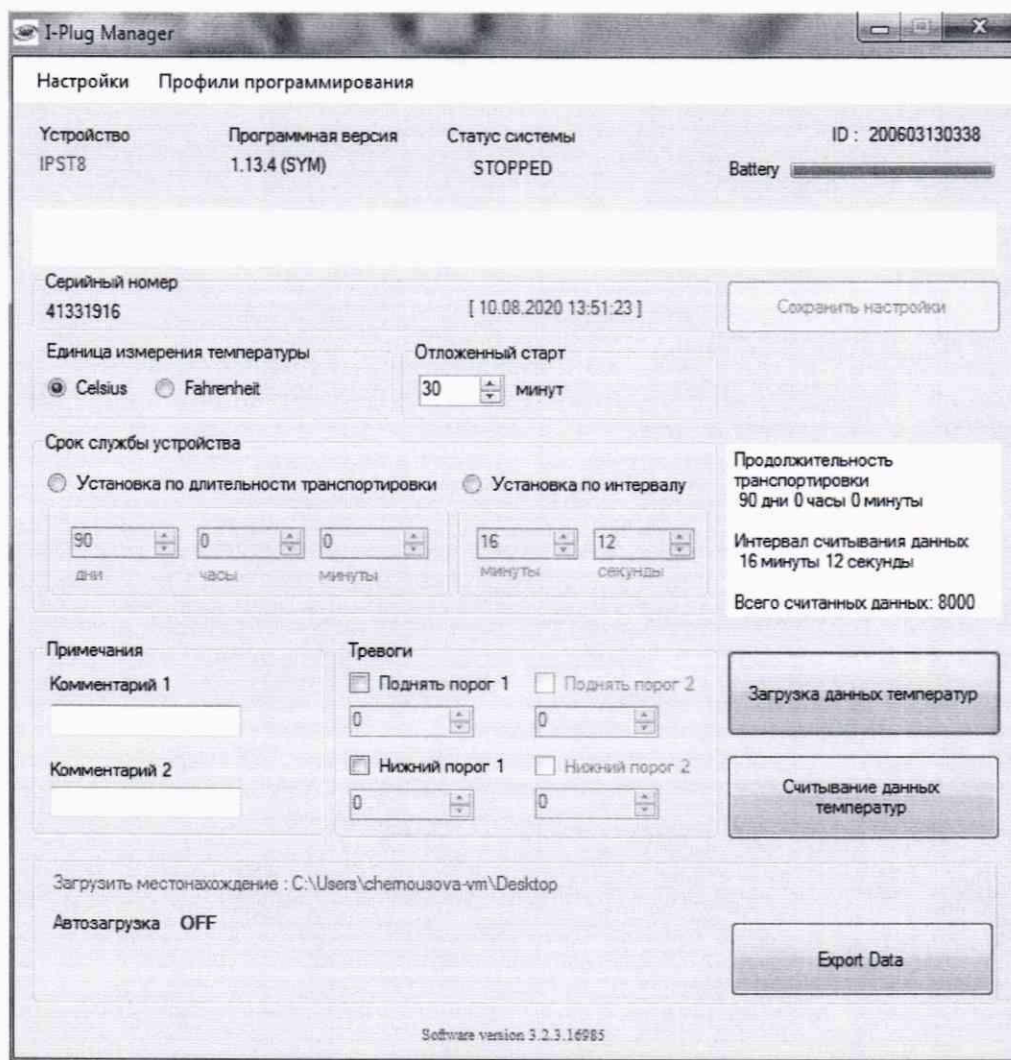 I-Plug Manager
Настройки Профили программирования
Устройство Программная версия Статус системы ID : 200603130338
IPST8 1.13.4 (SYM) STOPPED Battery
Серийный номер
41331916 [ 10.08.2020 13:51:23 ] Сохранить настройки
Единица измерения температуры Отложенный старт
Celsius Fahrenheit 30 минут
Срок службы устройства
Установка по длительности транспортировки Установка по интервалу
90 0 0 16 12
дни часы минуты минуты секунды
Продолжительность
транспортировки
90 дни 0 часы 0 минуты
Интервал считывания данных
16 минуты 12 секунды
Всего считанных данных: 8000
Примечания
Комментарий 1
Комментарий 2
Тревоги
Поднять порог 1 Поднять порог 2
0 0
Нижний порог 1 Нижний порог 2
0 0
Загрузка данных температур
Считывание данных
температур
Загрузить местонахождение : C:\Users\chernousova-vm\Desktop
Автозагрузка OFF
Export Data
Software version 3.2.3.16985